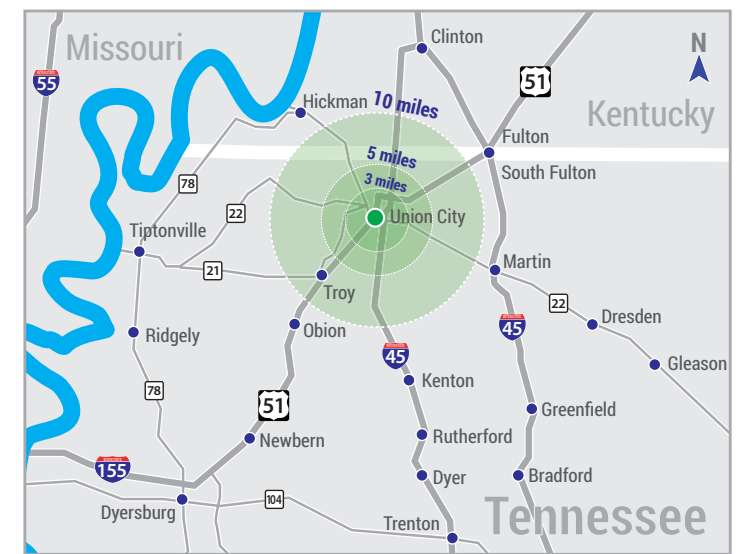 Clinton
Missouri
N
55
51
Hickman
10 miles
Kentucky
Fulton
5 miles
South Fulton
78
3 miles
22
Union City
Tiptonville
Martin
21
Troy
22
Dresden
Obion
45
Ridgely
45
Gleason
Kenton
78
51
Greenfield
Newbern
Rutherford
155
Dyer
Bradford
104
Dyersburg
Tennessee
Trenton